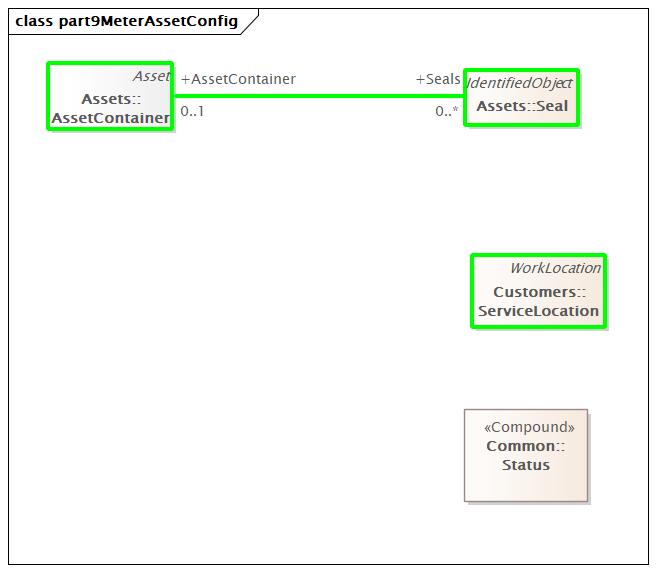 class part9MeterAssetConfig
Asset
Assets::
AssetContainer
+AssetContainer
+Seals
0..1
0..*
IdentifiedObject
Assets::Seal
WorkLocation
Customers::
ServiceLocation
«Compound»
Common::
Status